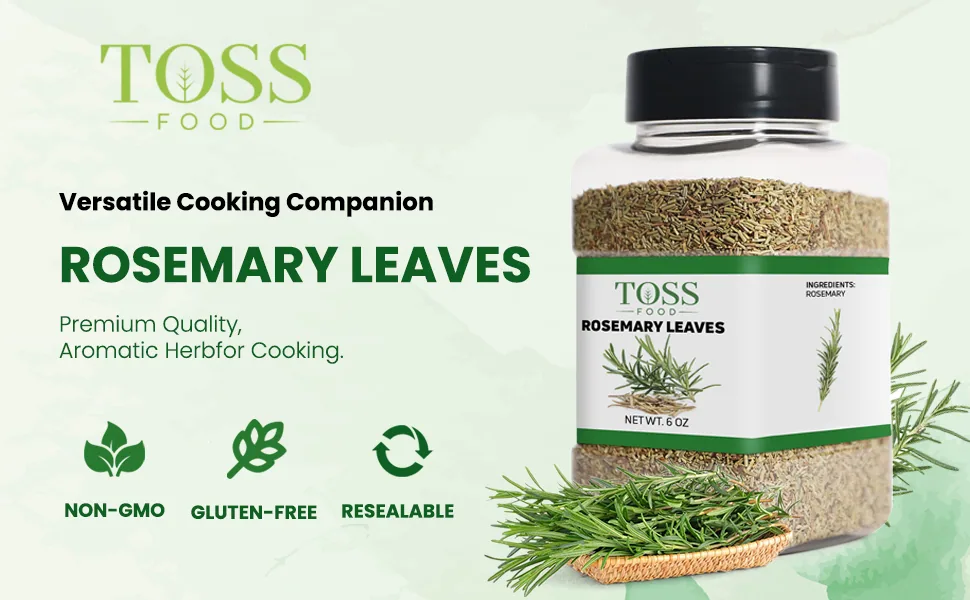 TOSS
FOOD
Versatile Cooking Companion
ROSEMARY LEAVES
Premium Quality,
Aromatic Herbfor Cooking.
NON-GMO
GLUTEN-FREE
RESEALABLE
TOSS
FOOD
ROSEMARY LEAVES
NET WT. 6 OZ
INGREDIENTS:
ROSEMARY